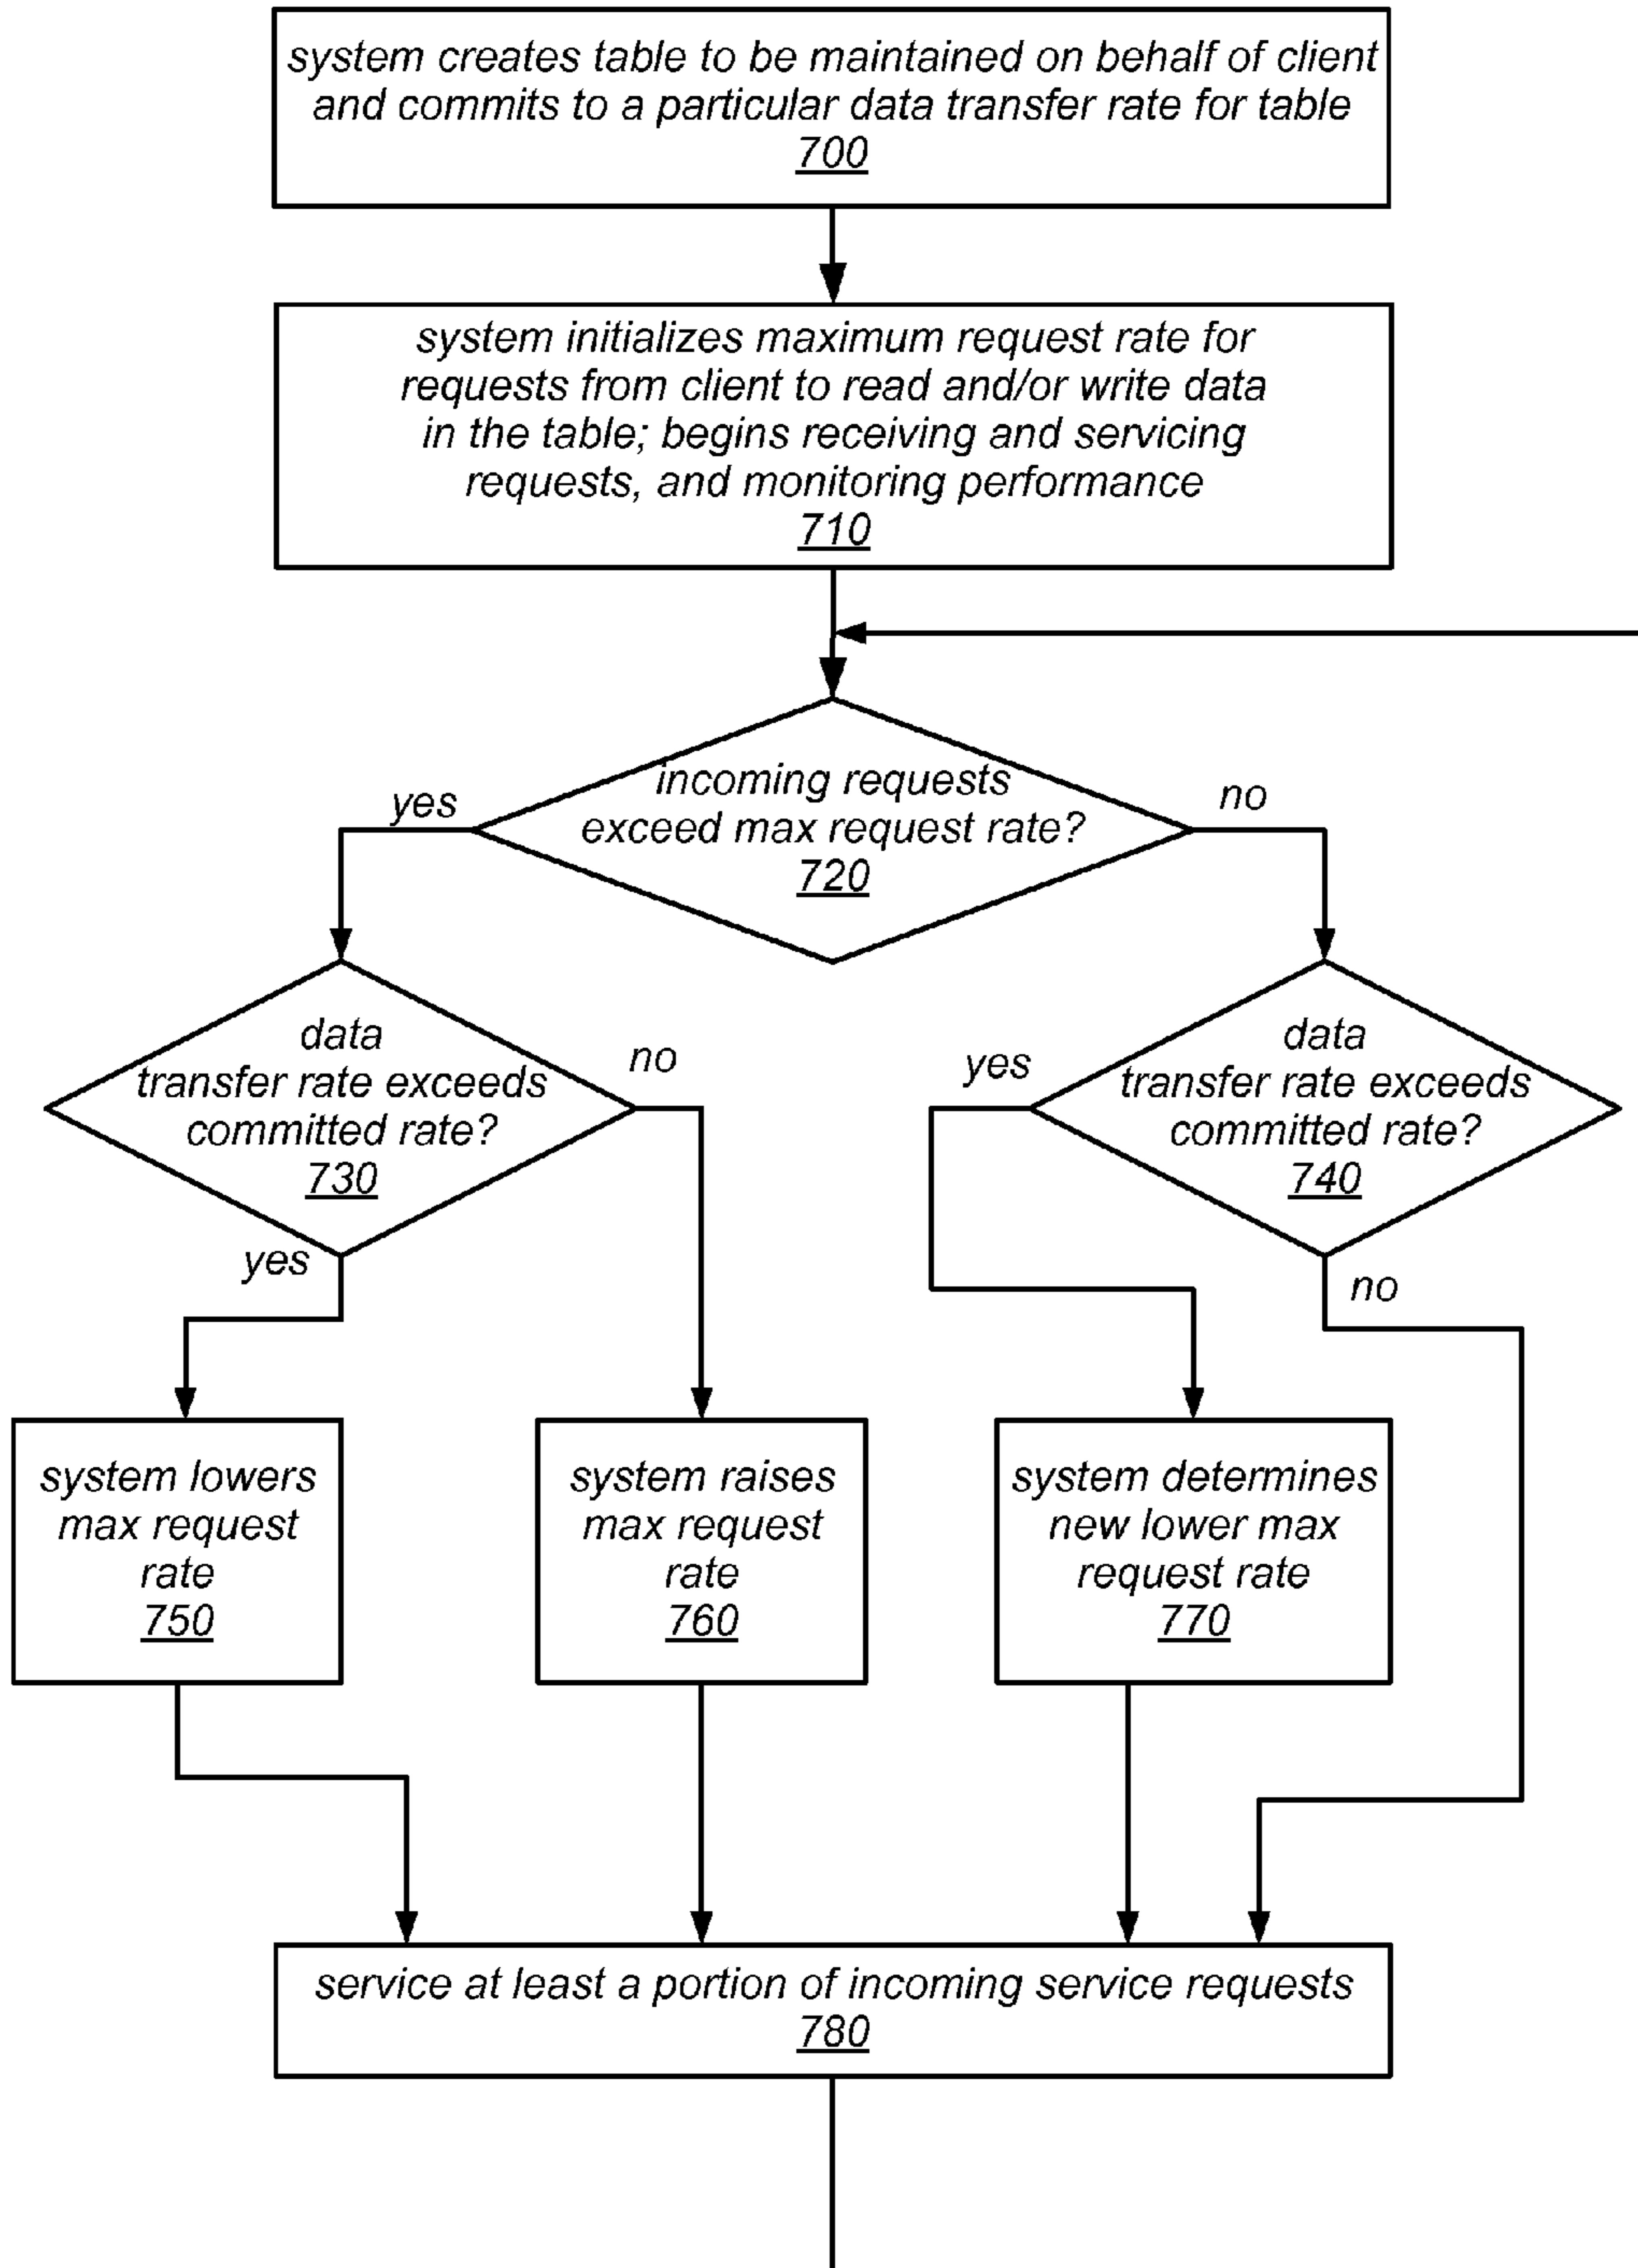 system creates table to be maintained on behalf of client
and commits to a particular data transfer rate for table
700
system initializes maximum request rate for
requests from client to read and/or write data
in the table; begins receiving and servicing
requests, and monitoring performance
710
incoming requests
exceed max request rate?
720
yes
no
data
transfer rate exceeds
committed rate?
730
yes
no
data
transfer rate exceeds
committed rate?
740
yes
no
system lowers
max request
rate
750
system raises
max request
rate
760
system determines
new lower max
request rate
770
service at least a portion of incoming service requests
780